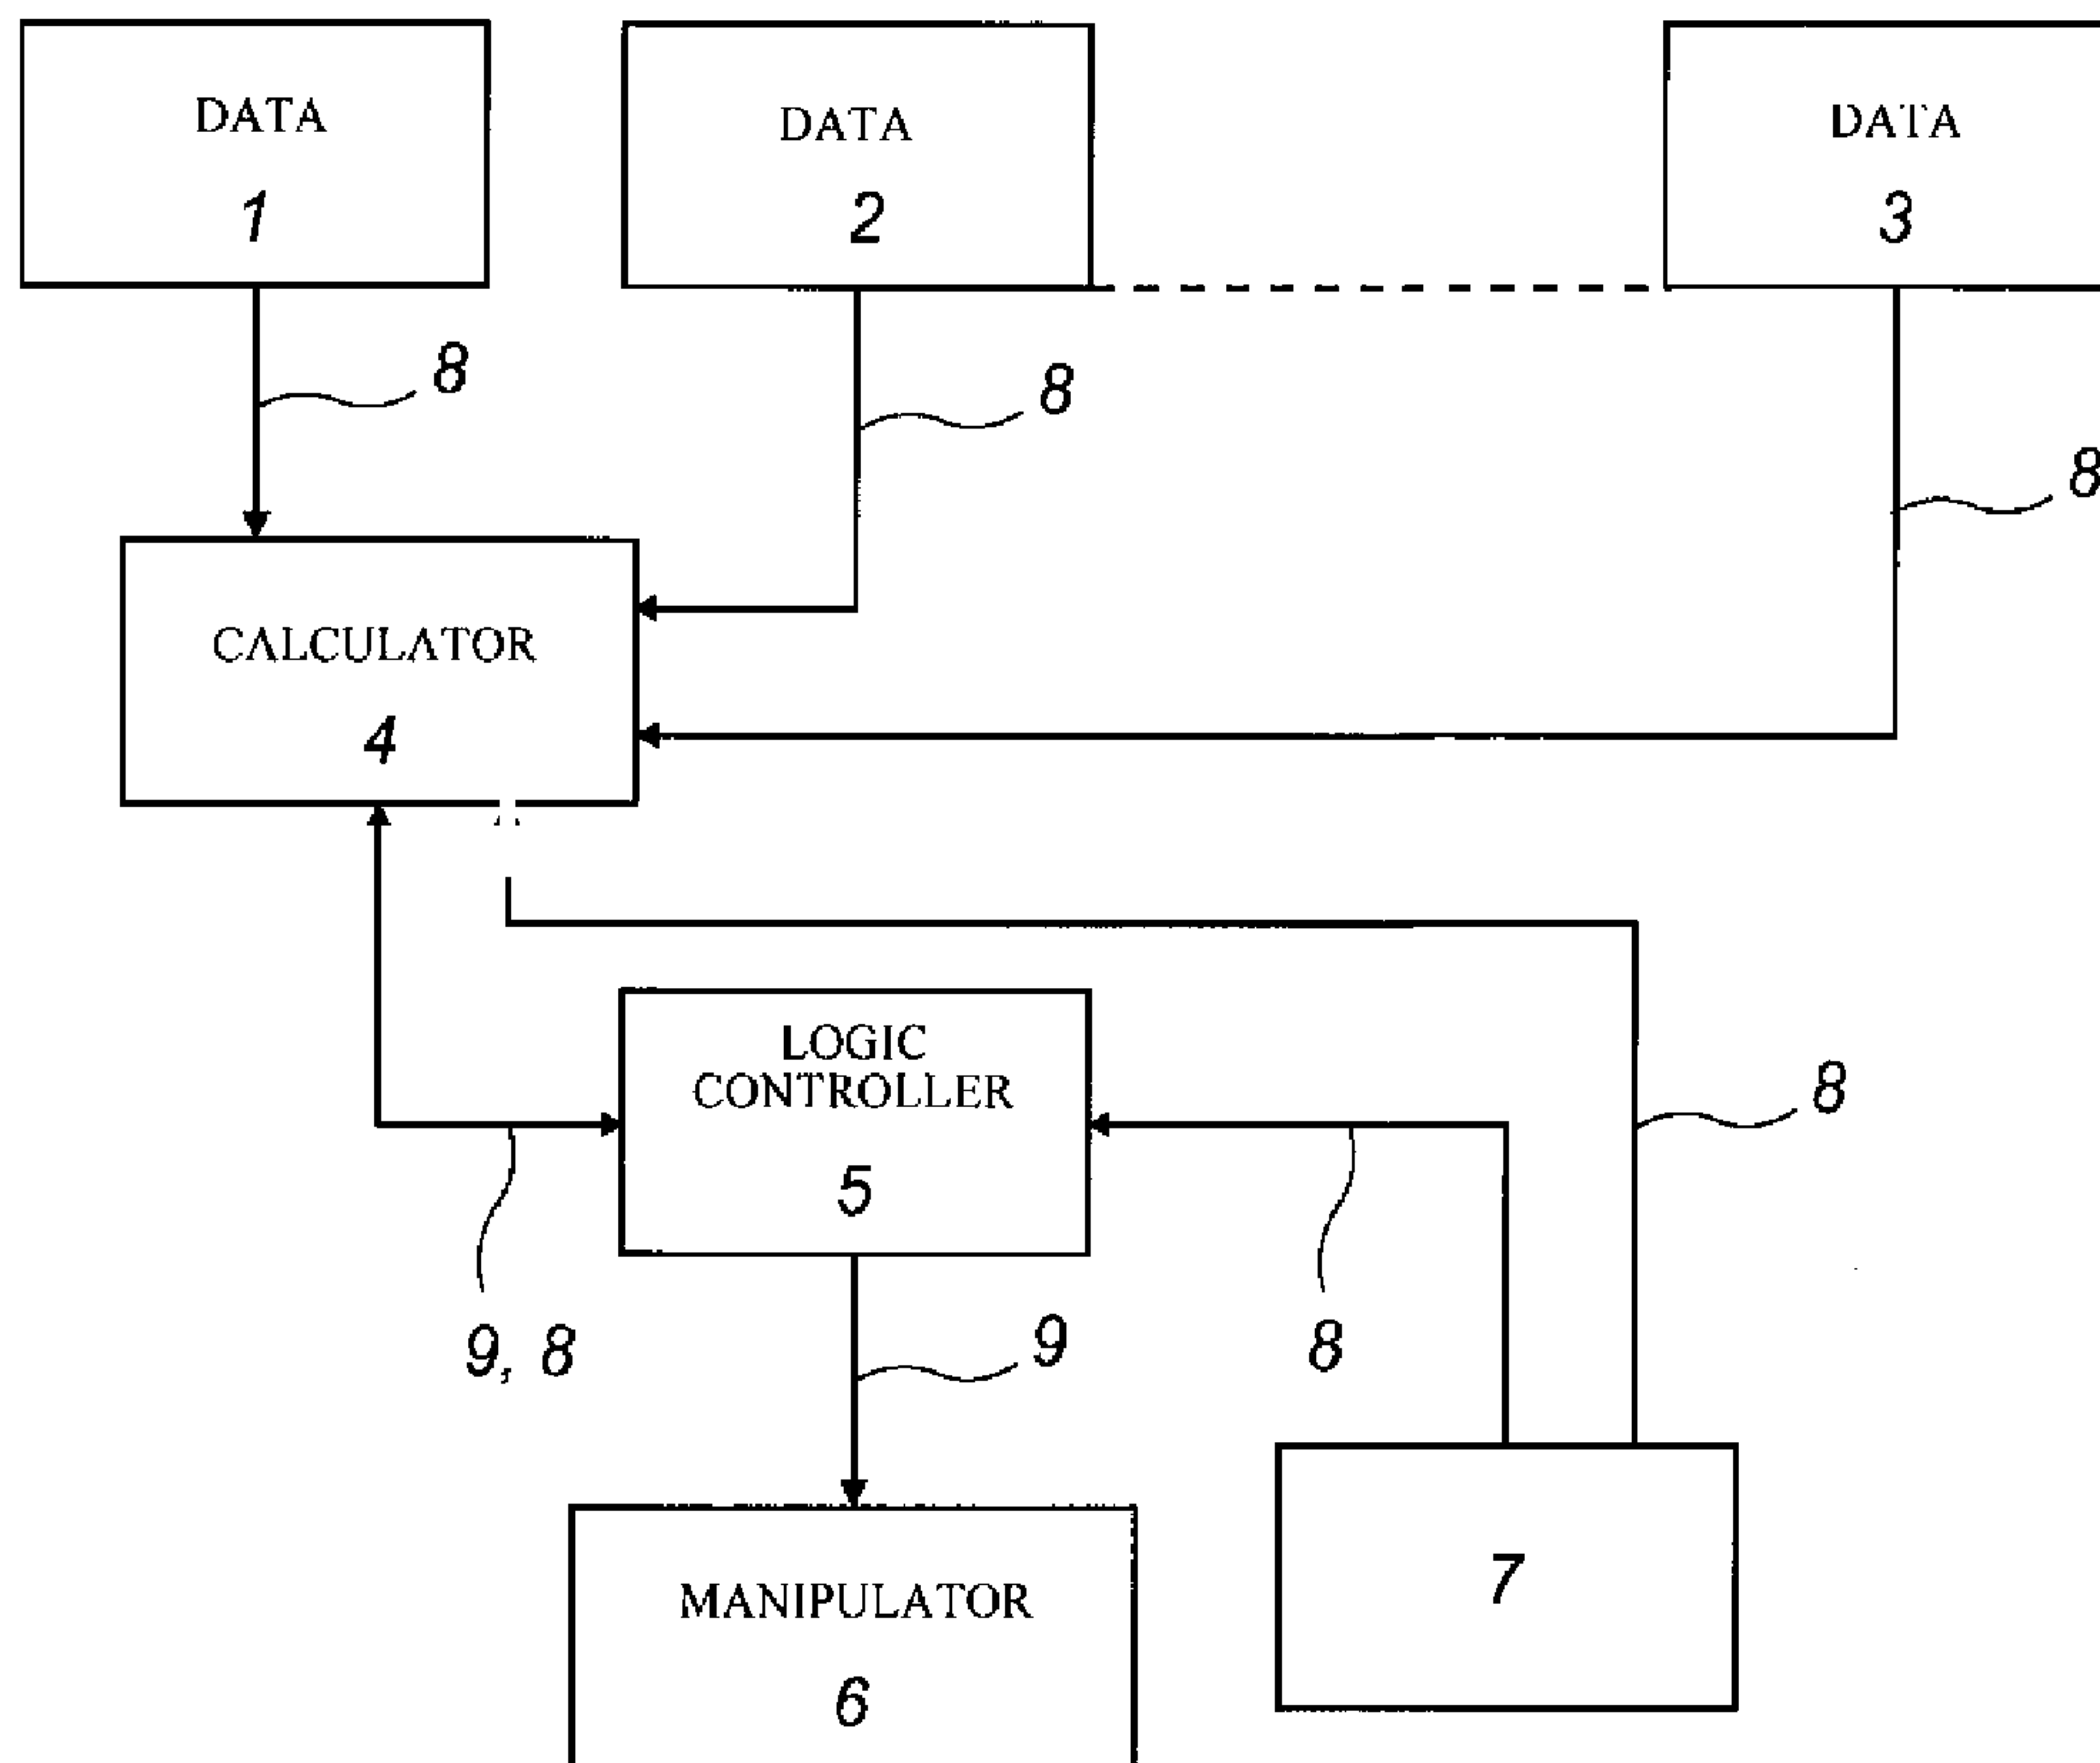 DATA
1
DATA
2
DATA
3
8
8
8
CALCULATOR
4
LOGIC
CONTROLLER
5
8
9, 8
9
8
MANIPULATOR
6
7